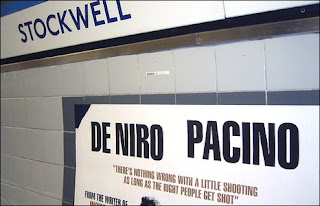 STOCKWELL
DE NIRO PACINO
"THERE'S NOTHING WRONG WITH A LITTLE SHOOTING
AS LONG AS THE RIGHT PEOPLE GET SHOT"
FROM THE WRITER OF